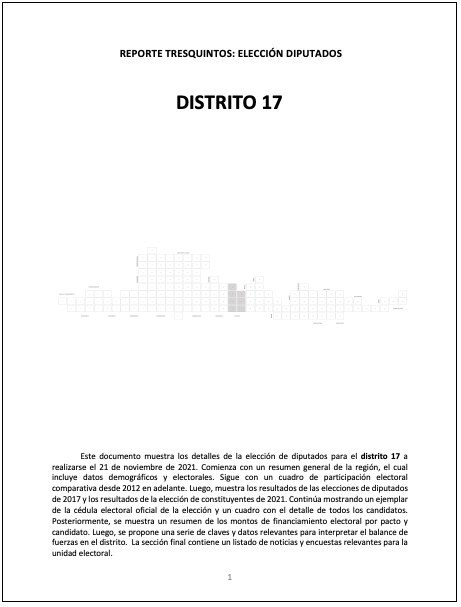 REPORTE TRESQUINTOS: ELECCIÓN DIPUTADOS
DISTRITO 17
Este documento muestra los detalles de la elección de diputados para el distrito 17 a
realizarse el 21 de noviembre de 2021. Comienza con un resumen general de la región, el cual
incluye datos demográficos y electorales. Sigue con un cuadro de participación electoral
comparativa desde 2012 en adelante. Luego, muestra los resultados de las elecciones de diputados
de 2017 y los resultados de la elección de constituyentes de 2021. Continúa mostrando un ejemplar
de la cédula electoral oficial de la elección y un cuadro con el detalle de todos los candidatos.
Posteriormente, se muestra un resumen de los montos de financiamiento electoral por pacto y
candidato. Luego, se propone una serie de claves y datos relevantes para interpretar el balance de
fuerzas en el distrito. La sección final contiene un listado de noticias y encuestas relevantes para la
unidad electoral.
1